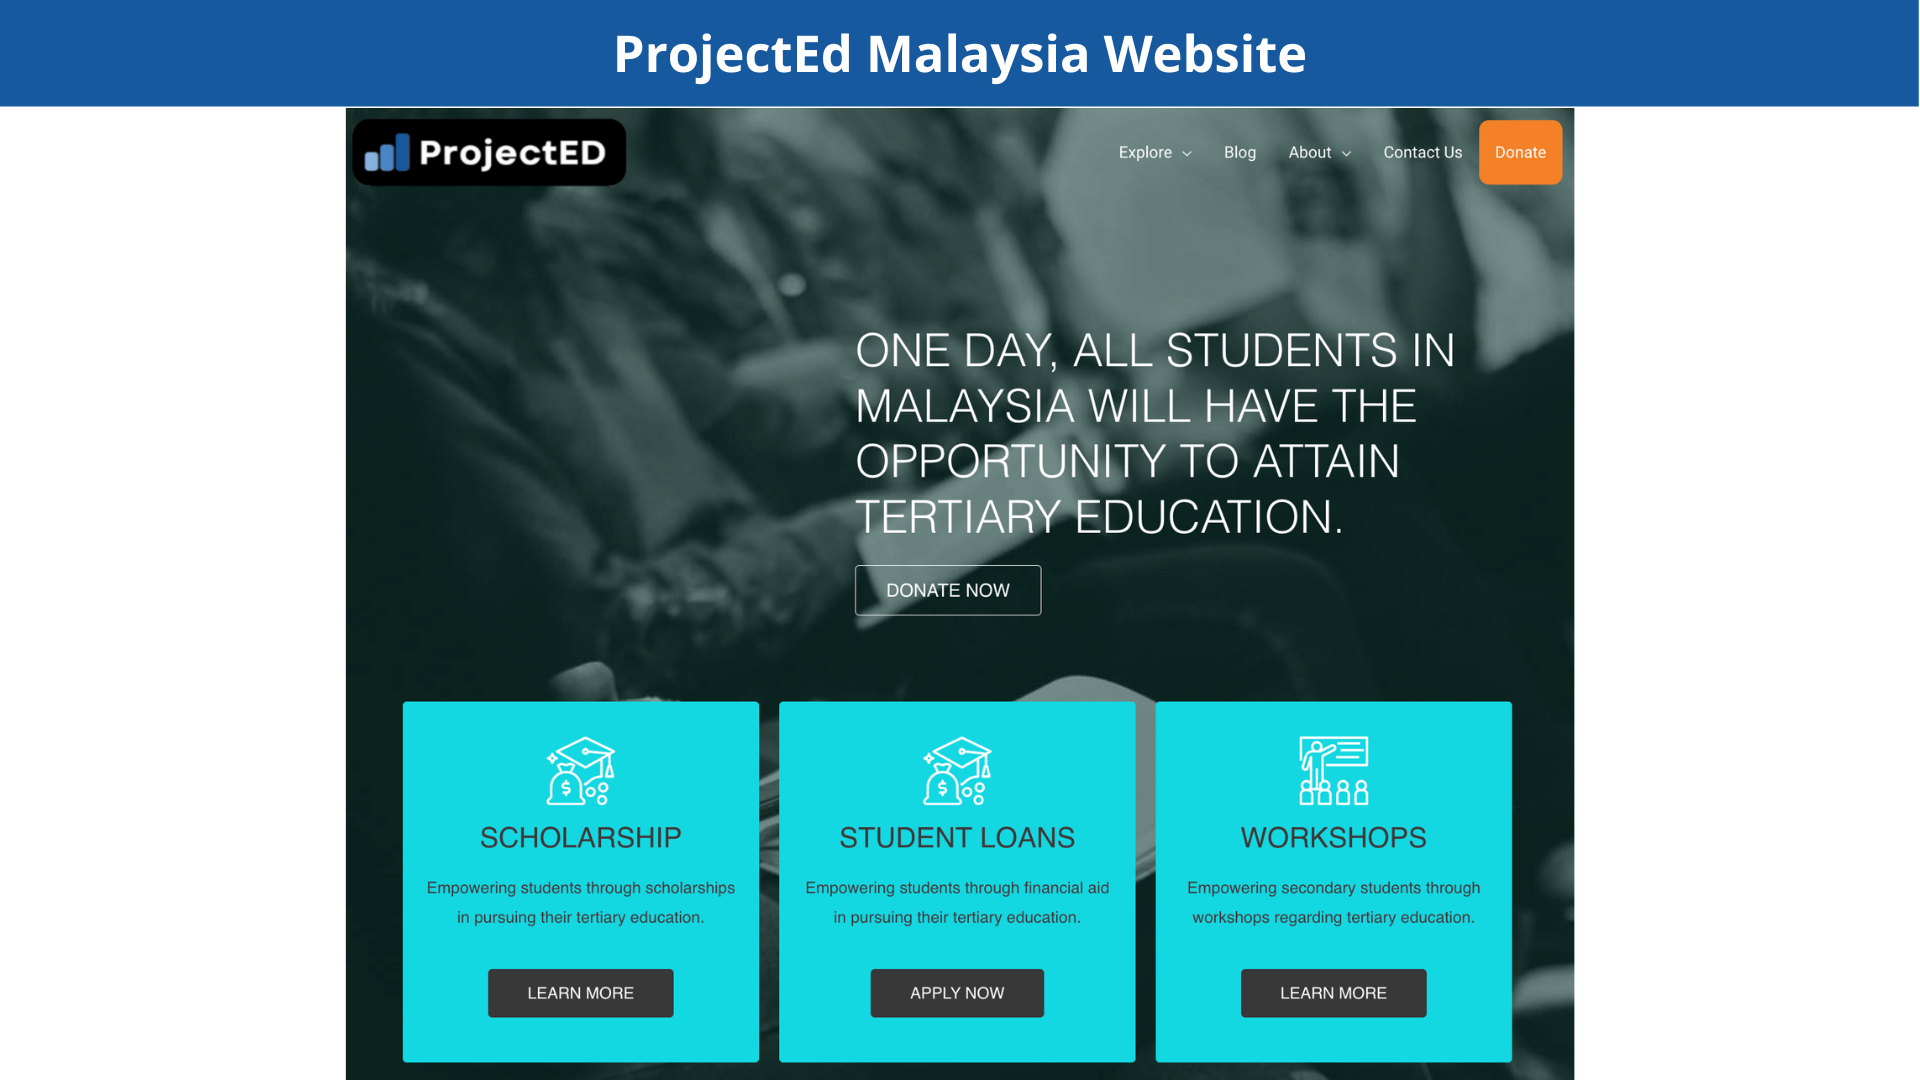 ProjectEd Malaysia Website
ProjectED
Explore
Blog
About
Contact Us
Donate
ONE DAY, ALL STUDENTS IN
MALAYSIA WILL HAVE THE
OPPORTUNITY TO ATTAIN
TERTIARY EDUCATION.
DONATE NOW
SCHOLARSHIP
Empowering students through scholarships
in pursuing their tertiary education.
LEARN MORE
STUDENT LOANS
Empowering students through financial aid
in pursuing their tertiary education.
APPLY NOW
WORKSHOPS
Empowering secondary students through
workshops regarding tertiary education.
LEARN MORE